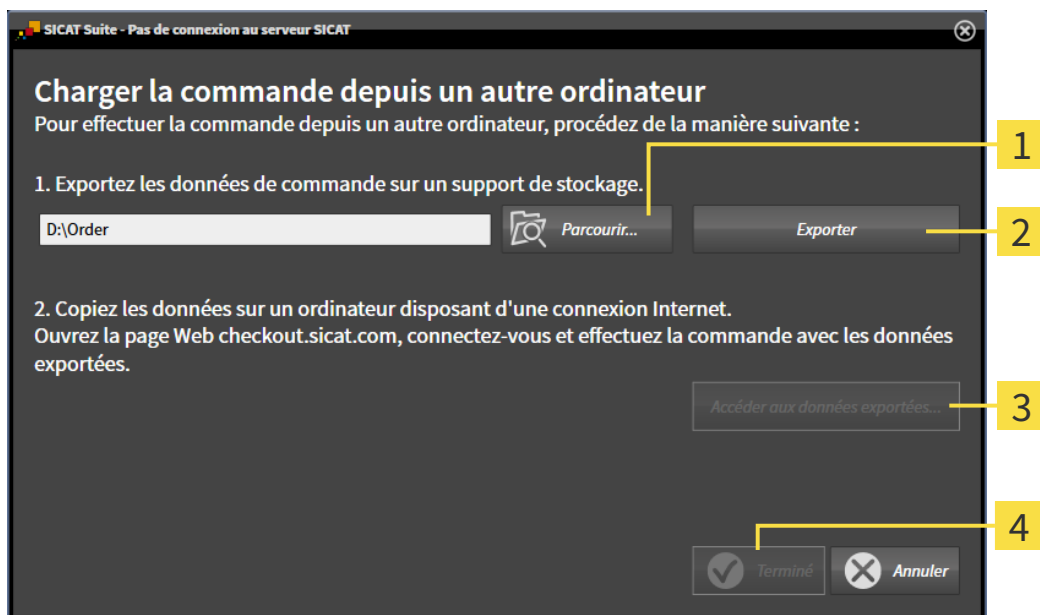 SICAT Suite - Pas de connexion au serveur SICAT
Charger la commande depuis un autre ordinateur
Pour effectuer la commande depuis un autre ordinateur, procédez de la manière suivante :
1
1. Exportez les données de commande sur un support de stockage.
D:\Order
Parcourir...
Exporter
2
2. Copiez les données sur un ordinateur disposant d'une connexion Internet.
Ouvrez la page Web checkout.sicat.com, connectez-vous et effectuez la commande avec les données
exportées.
Accéder aux données exportées...
3
4
Terminé
Annuler